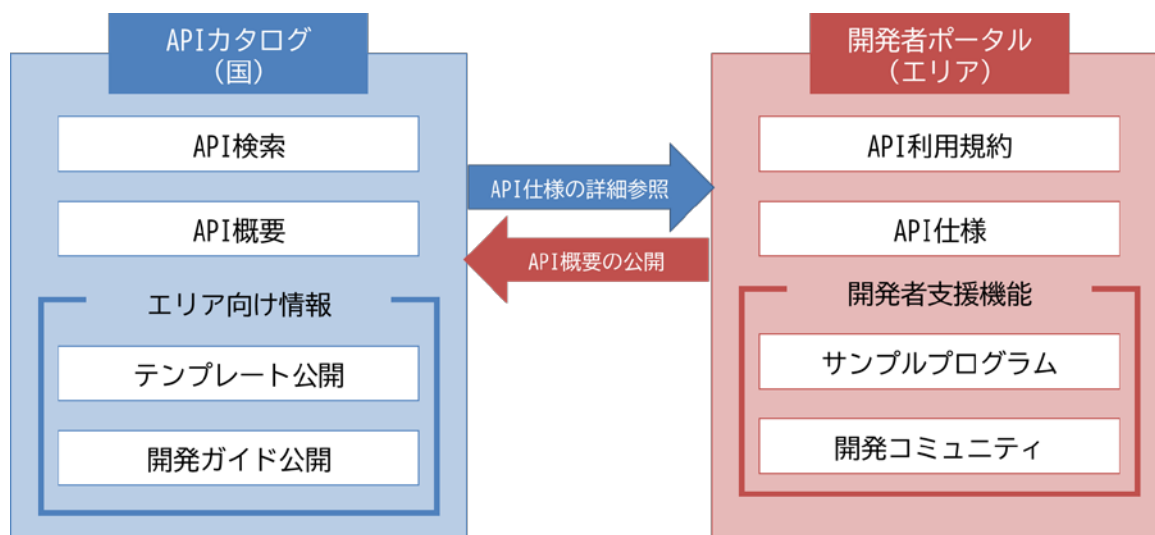 APIカタログ
（国）
API検索
API概要
エリア向け情報
テンプレート公開
開発ガイド公開
API仕様の詳細参照
API概要の公開
開発者ポータル
（エリア）
API利用規約
API仕様
開発者支援機能
サンプルプログラム
開発コミュニティ